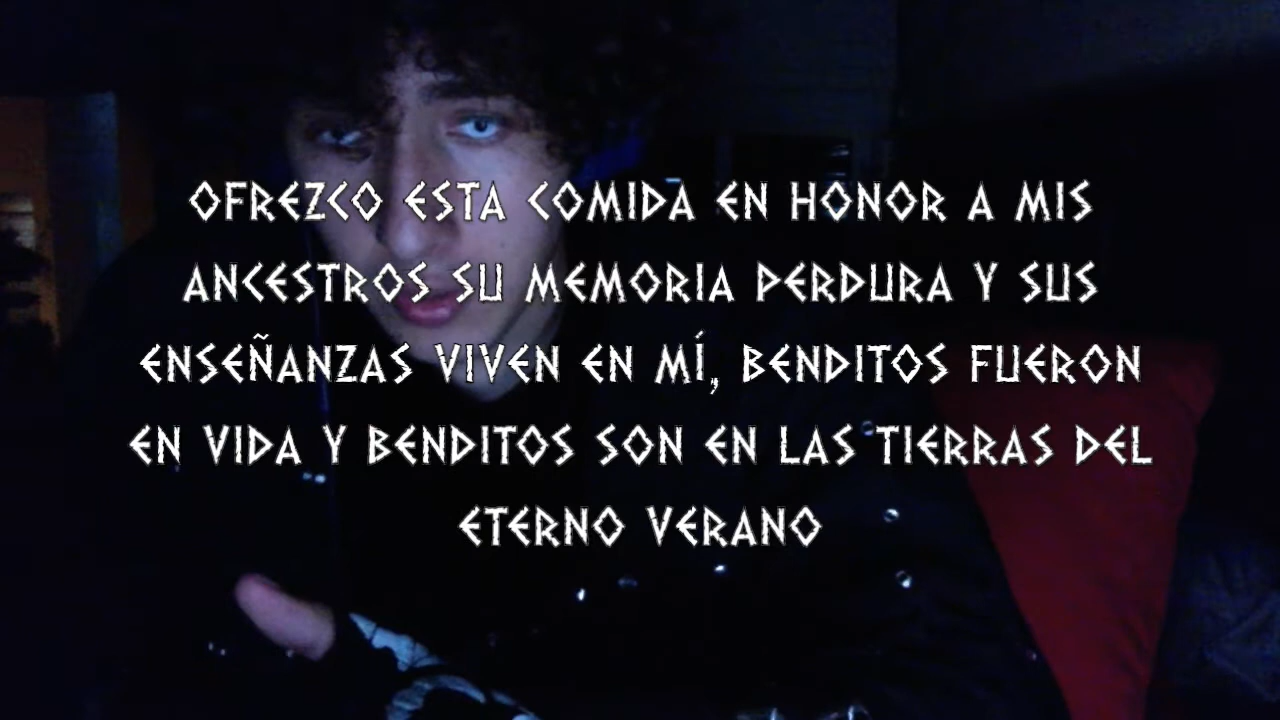 OFREZCO ESTA COMIDA EN HONOR A MIS
ANCESTROS SU MEMORIA PERDURA Y SUS
ENSEÑANZAS VIVEN EN MÍ, BENDITOS FUERON
EN VIDA Y BENDITOS SON EN LAS TIERRAS DEL
ETERNO VERANO